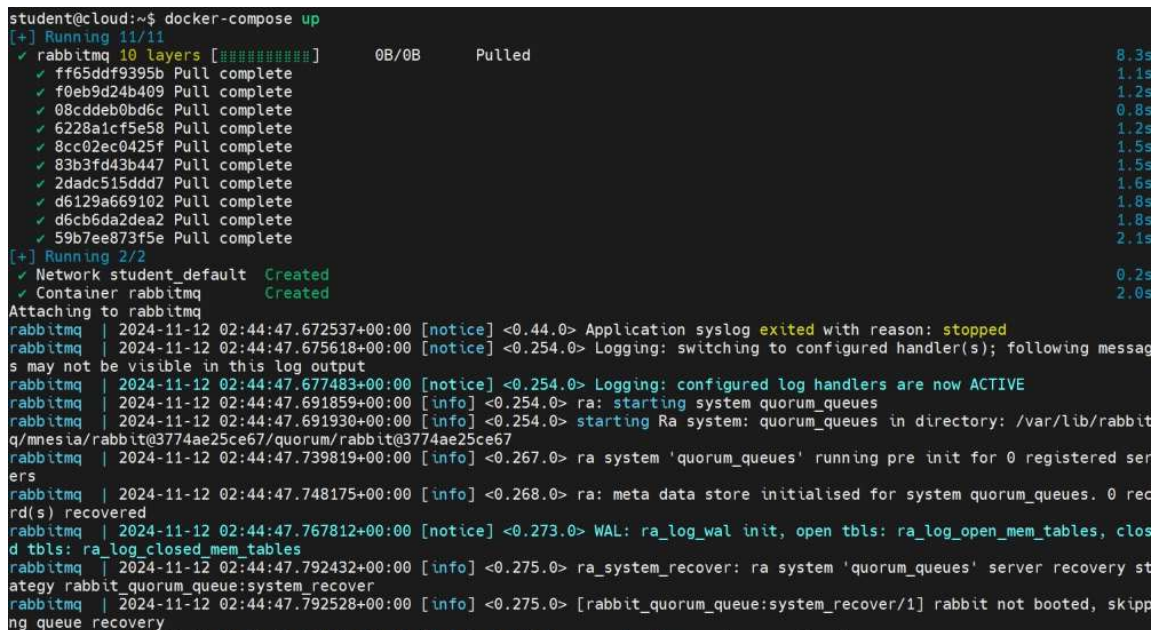 student@cloud:~$ docker-compose up
[+] Running 11/11
✔ rabbitmq 10 layers [⣿⣿⣿⣿⣿⣿⣿⣿⣿⣿] 0B/0B Pulled 8.3s
✔ ff65ddf9395b Pull complete 1.1s
✔ f0eb9d24b409 Pull complete 1.2s
✔ 08cddeb0bd6c Pull complete 0.8s
✔ 6228a1cf5e58 Pull complete 1.2s
✔ 8cc02ec0425f Pull complete 1.5s
✔ 83b3fd43b447 Pull complete 1.5s
✔ 2dadc515ddd7 Pull complete 1.6s
✔ d6129a669102 Pull complete 1.8s
✔ d6cb6da2dea2 Pull complete 1.8s
✔ 59b7ee873f5e Pull complete 2.1s
[+] Running 2/2
✔ Network student_default Created 0.2s
✔ Container rabbitmq Created 2.0s
Attaching to rabbitmq
rabbitmq | 2024-11-12 02:44:47.672537+00:00 [notice] <0.44.0> Application syslog exited with reason: stopped
rabbitmq | 2024-11-12 02:44:47.675618+00:00 [notice] <0.254.0> Logging: switching to configured handler(s); following messag
s may not be visible in this log output
rabbitmq | 2024-11-12 02:44:47.677483+00:00 [notice] <0.254.0> Logging: configured log handlers are now ACTIVE
rabbitmq | 2024-11-12 02:44:47.691859+00:00 [info] <0.254.0> ra: starting system quorum_queues
rabbitmq | 2024-11-12 02:44:47.691930+00:00 [info] <0.254.0> starting Ra system: quorum_queues in directory: /var/lib/rabbit
q/mnesia/rabbit@3774ae25ce67/quorum/rabbit@3774ae25ce67
rabbitmq | 2024-11-12 02:44:47.739819+00:00 [info] <0.267.0> ra system 'quorum_queues' running pre init for 0 registered ser
ers
rabbitmq | 2024-11-12 02:44:47.748175+00:00 [info] <0.268.0> ra: meta data store initialised for system quorum_queues. 0 rec
rd(s) recovered
rabbitmq | 2024-11-12 02:44:47.767812+00:00 [notice] <0.273.0> WAL: ra_log_wal init, open tbls: ra_log_open_mem_tables, clos
d tbls: ra_log_closed_mem_tables
rabbitmq | 2024-11-12 02:44:47.792432+00:00 [info] <0.275.0> ra_system_recover: ra system 'quorum_queues' server recovery st
ategy rabbit_quorum_queue:system_recover
rabbitmq | 2024-11-12 02:44:47.792528+00:00 [info] <0.275.0> [rabbit_quorum_queue:system_recover/1] rabbit not booted, skipp
ng queue recovery